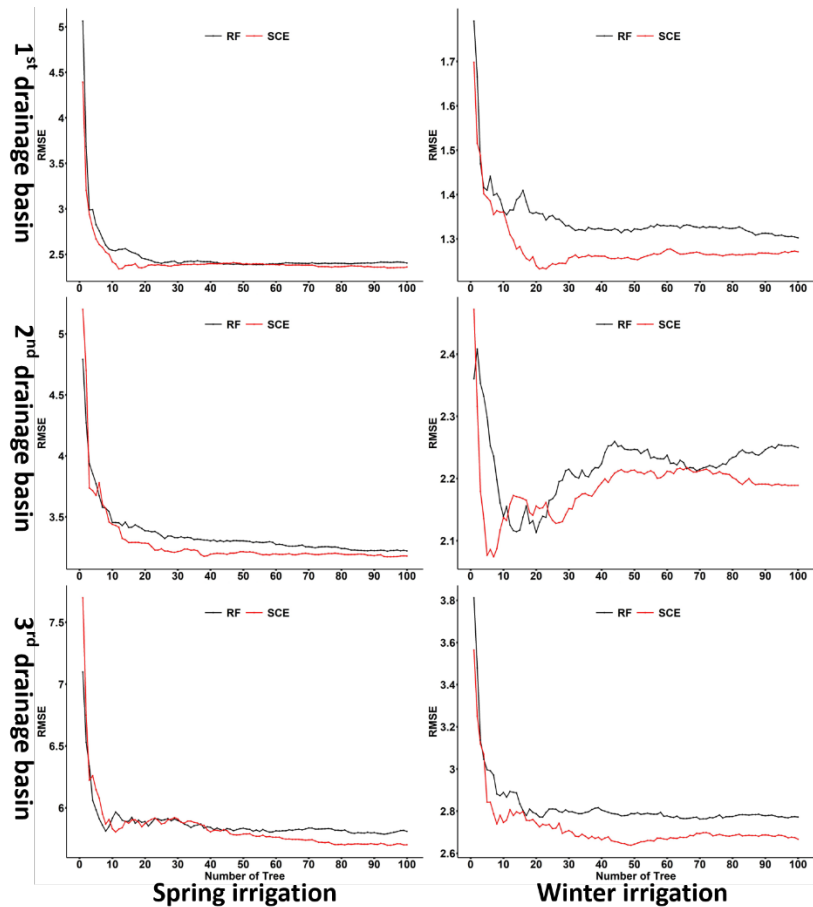 1st drainage basin
RF SCE
RMSE
5
4.5
4
3.5
3
2.5
0 10 20 30 40 50 60 70 80 90 100
RF SCE
RMSE
1.7
1.6
1.5
1.4
1.3
0 10 20 30 40 50 60 70 80 90 100
2nd drainage basin
RF SCE
RMSE
5
4.5
4
3.5
0 10 20 30 40 50 60 70 80 90 100
RF SCE
RMSE
2.4
2.3
2.2
2.1
0 10 20 30 40 50 60 70 80 90 100
3rd drainage basin
RF SCE
RMSE
7.5
7
6.5
6
0 10 20 30 40 50 60 70 80 90 100
Number of Tree
RF SCE
RMSE
3.8
3.6
3.4
3.2
3.0
2.8
2.6
0 10 20 30 40 50 60 70 80 90 100
Number of Tree
Spring irrigation
Winter irrigation